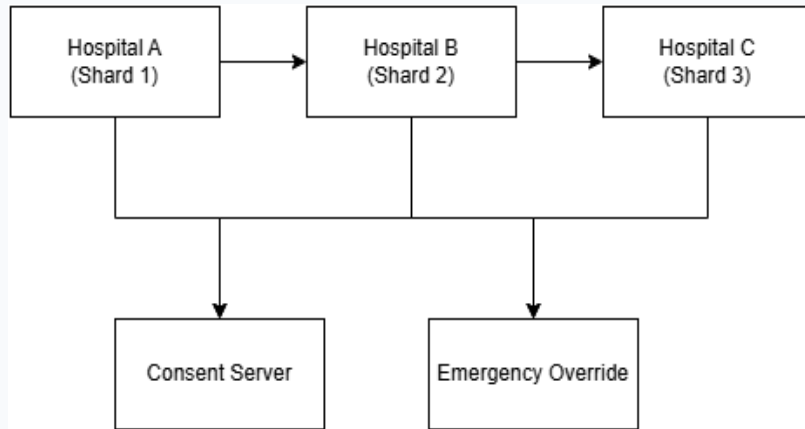 Hospital A
(Shard 1)
Hospital B
(Shard 2)
Hospital C
(Shard 3)
Consent Server
Emergency Override